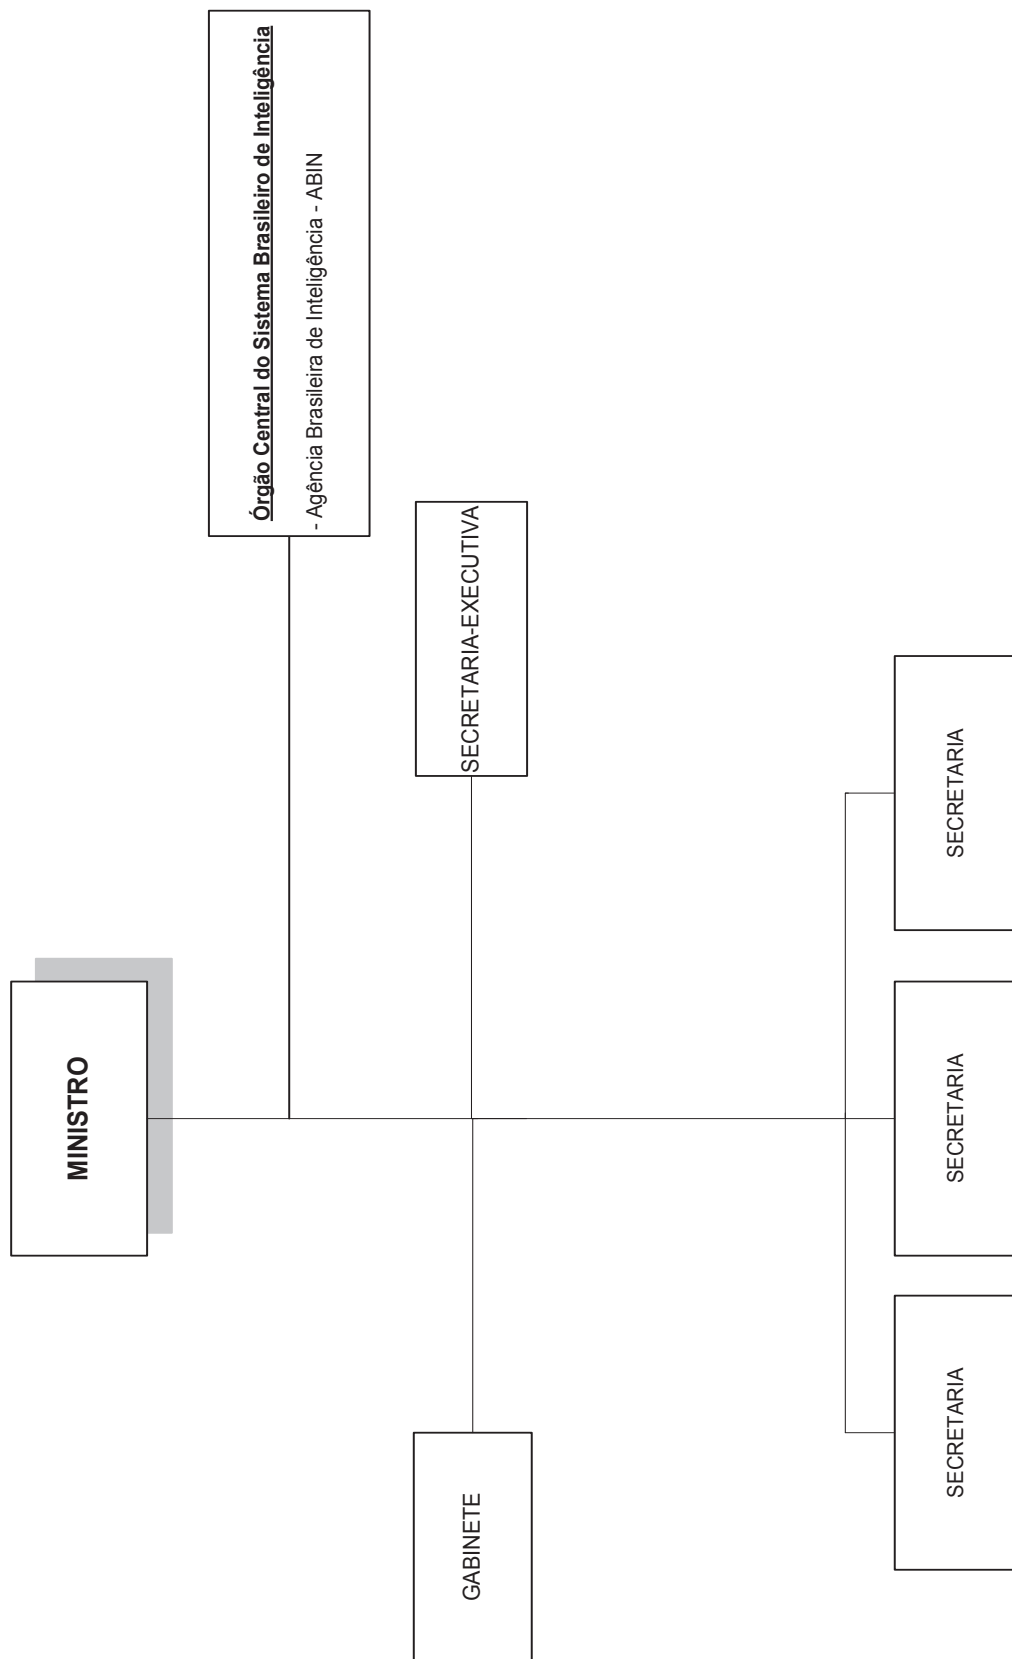 MINISTRO
Órgão Central do Sistema Brasileiro de Inteligência
- Agência Brasileira de Inteligência - ABIN
GABINETE
SECRETARIA-EXECUTIVA
SECRETARIA
SECRETARIA
SECRETARIA